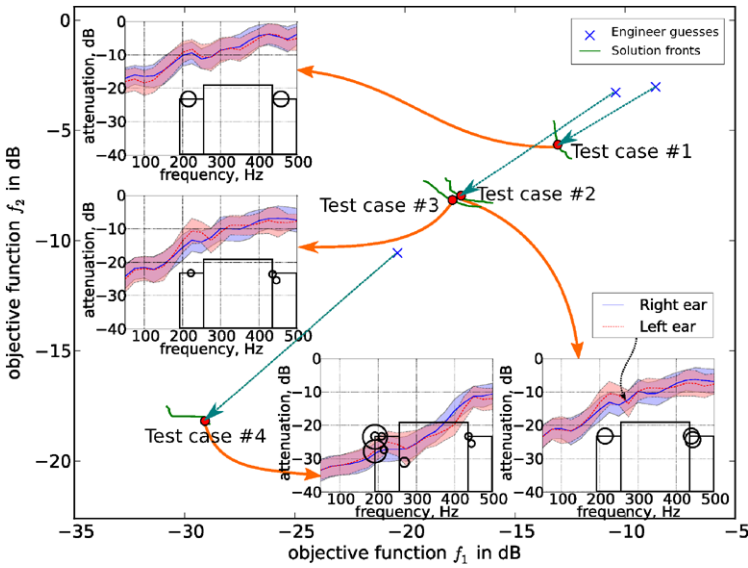 0
−5
−10
−15
−20
objective function f₂ in dB
−35
−30
−25
−20
−15
−10
−5
objective function f₁ in dB
Engineer guesses
Solution fronts
Test case #1
Test case #2
Test case #3
Test case #4
Right ear
Left ear
0
−10
−20
−30
−40
attenuation, dB
100 200 300 400 500
frequency, Hz
0
−10
−20
−30
−40
attenuation, dB
100 200 300 400 500
frequency, Hz
0
−10
−20
−30
−40
attenuation, dB
100 200 300 400 500
frequency, Hz
0
−10
−20
−30
−40
attenuation, dB
100 200 300 400 500
frequency, Hz